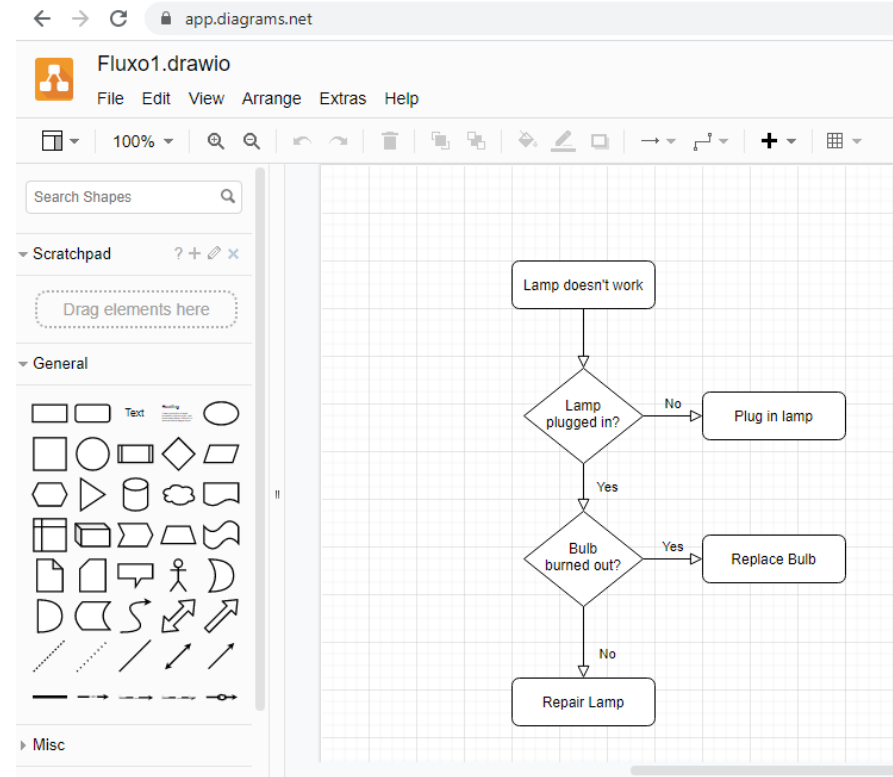 app.diagrams.net
Fluxo1.drawio
File Edit View Arrange Extras Help
100%
Search Shapes
Scratchpad
?
Drag elements here
General
Text
Heading
Misc
Lamp doesn't work
Lamp
plugged in?
No
Plug in lamp
Yes
Bulb
burned out?
Yes
Replace Bulb
No
Repair Lamp